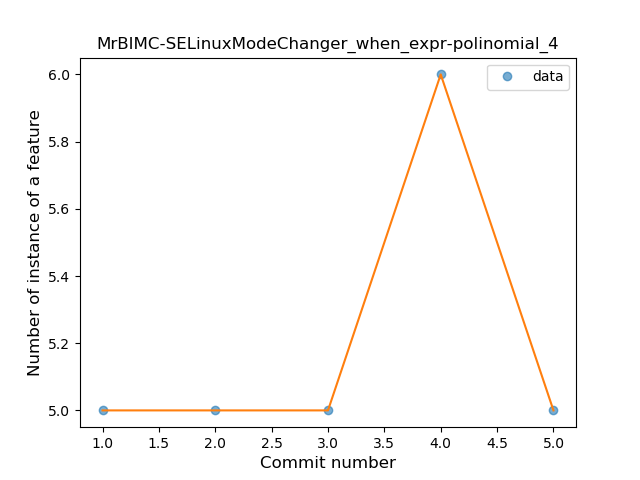 MrBIMC-SELinuxModeChanger_when_expr-polinomial_4
data
Number of instance of a feature
6.0
5.8
5.6
5.4
5.2
5.0
1.0 1.5 2.0 2.5 3.0 3.5 4.0 4.5 5.0
Commit number